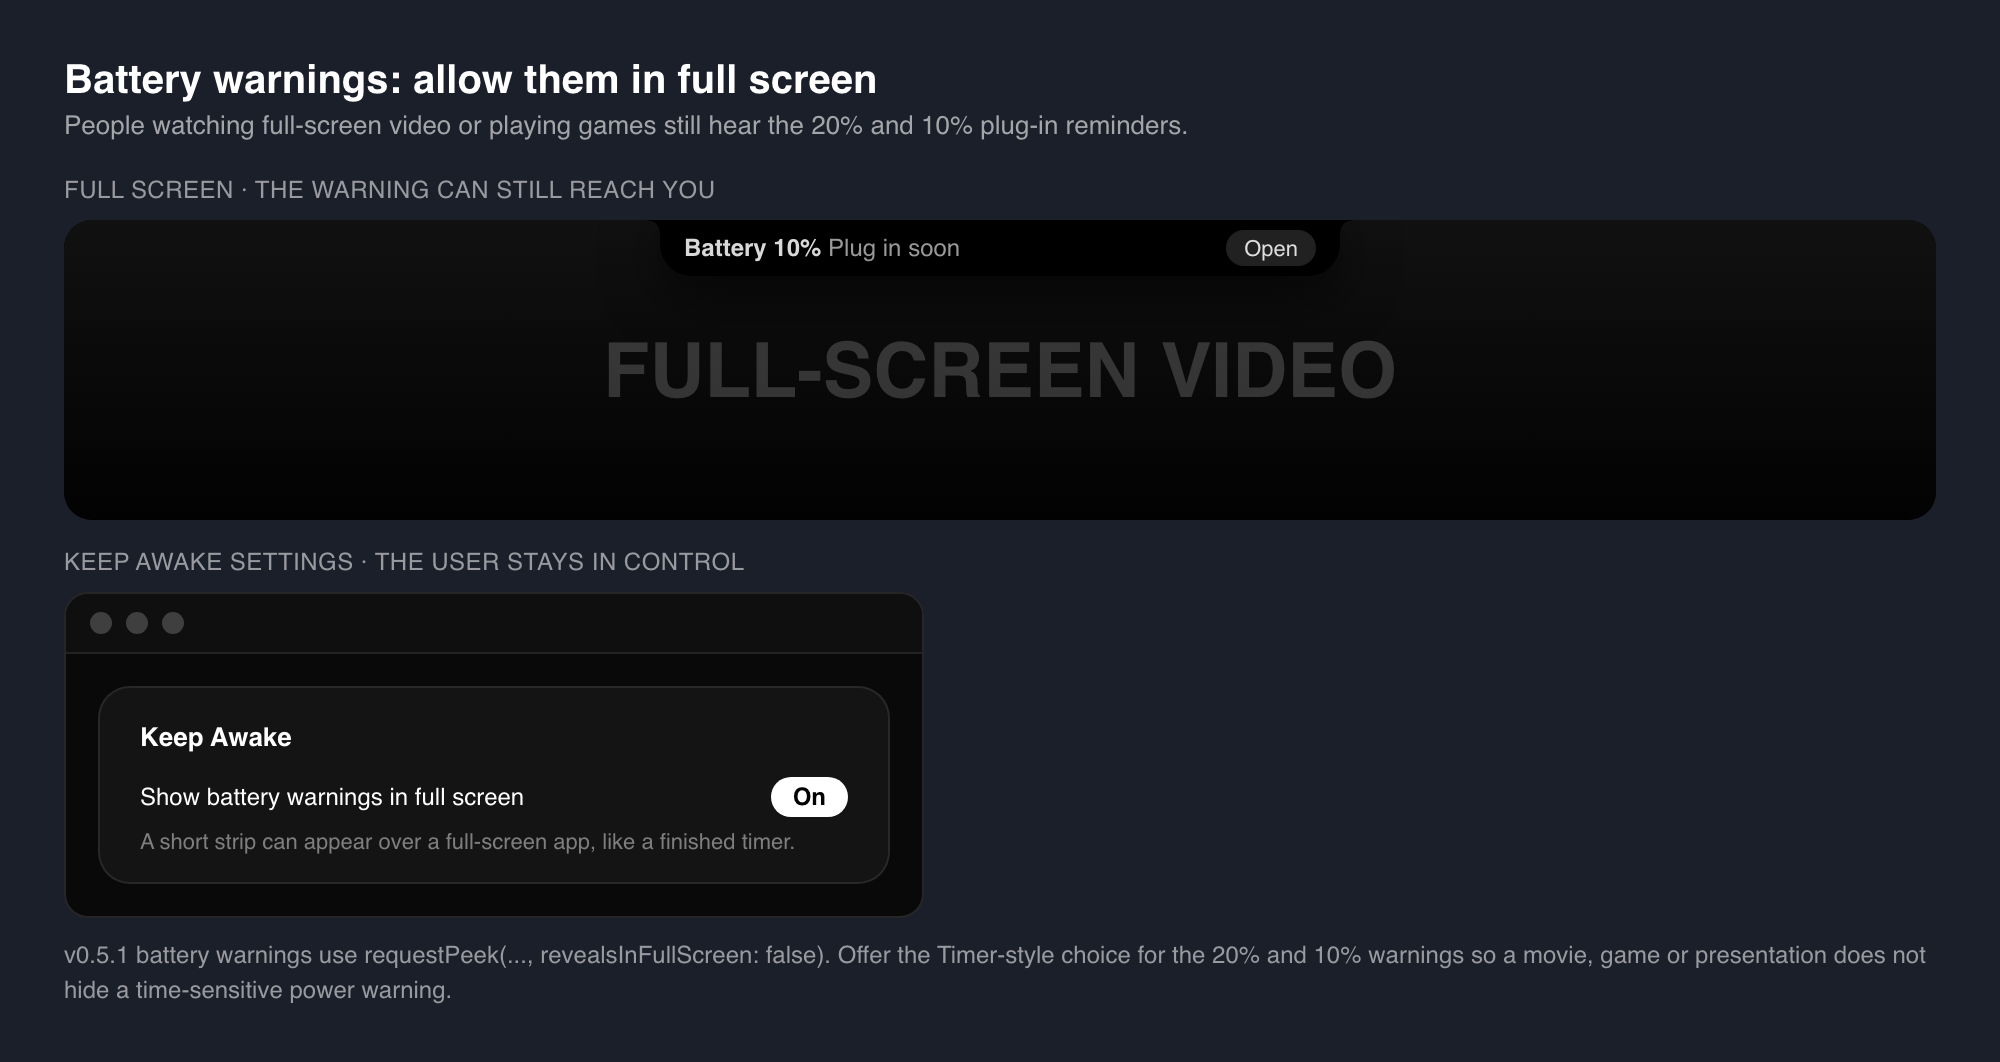 Battery warnings: allow them in full screen
People watching full-screen video or playing games still hear the 20% and 10% plug-in reminders.
FULL SCREEN · THE WARNING CAN STILL REACH YOU
Battery 10% Plug in soon
Open
FULL-SCREEN VIDEO
KEEP AWAKE SETTINGS · THE USER STAYS IN CONTROL
Keep Awake
Show battery warnings in full screen
On
A short strip can appear over a full-screen app, like a finished timer.
v0.5.1 battery warnings use requestPeek(..., revealsInFullScreen: false). Offer the Timer-style choice for the 20% and 10% warnings so a movie, game or presentation does not
hide a time-sensitive power warning.